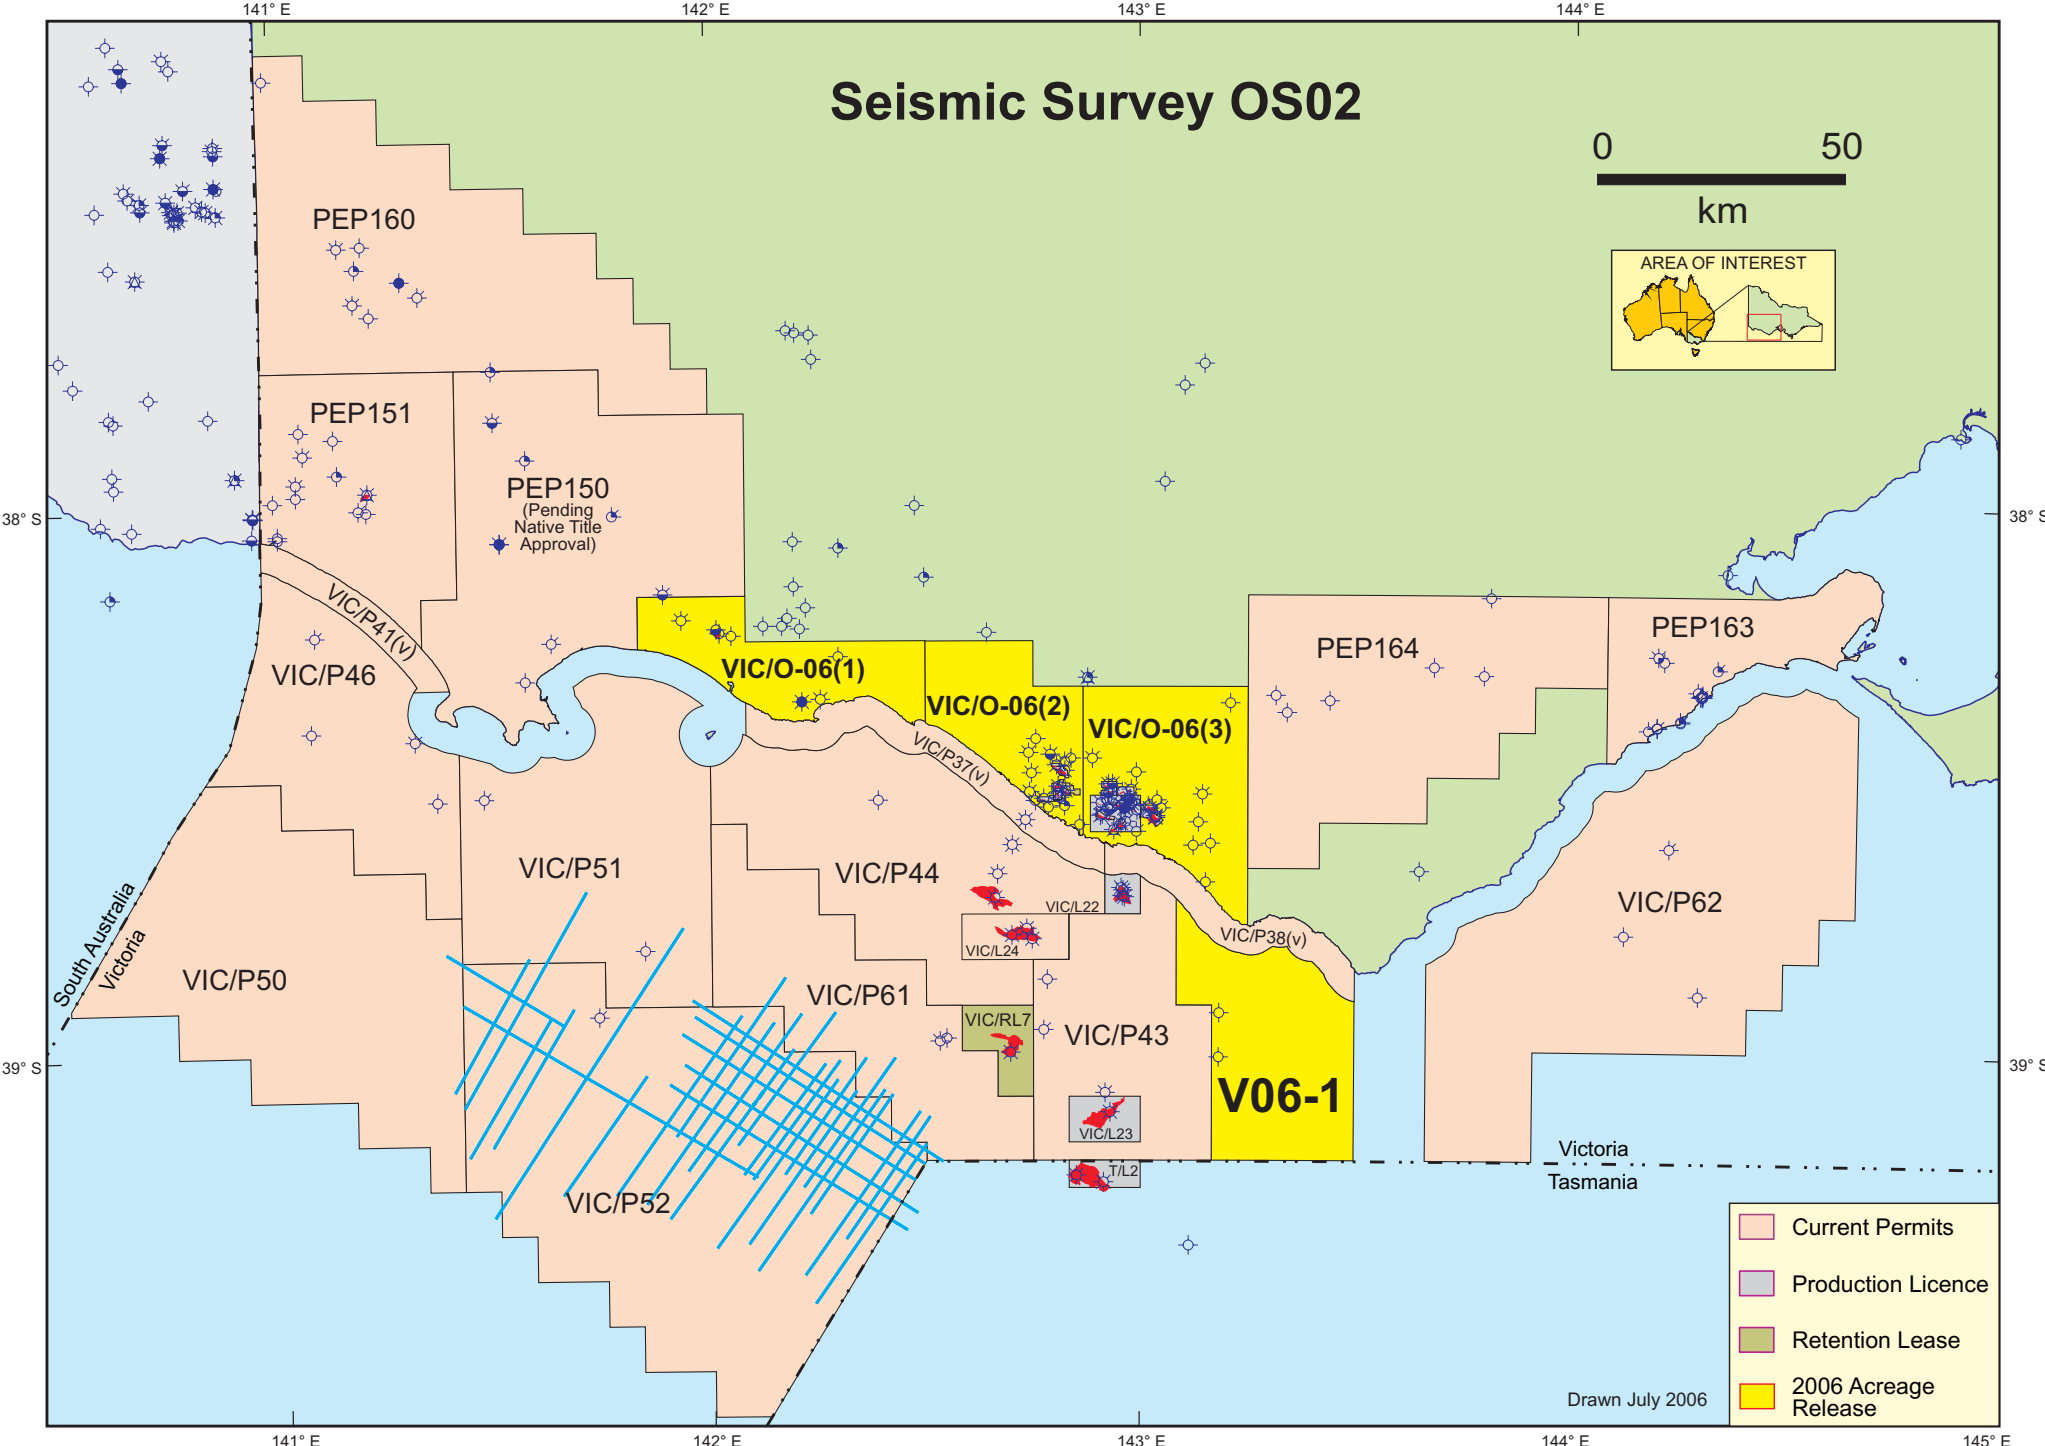 141° E
142° E
143° E
144° E
Seismic Survey OS02
0
50
km
AREA OF INTEREST
PEP160
PEP151
PEP150
(Pending
Native Title
Approval)
38° S
38° S
VIC/P41(v)
VIC/P46
VIC/O-06(1)
VIC/O-06(2)
VIC/O-06(3)
PEP164
PEP163
VIC/P37(v)
VIC/P51
VIC/P44
VIC/L22
VIC/P62
VIC/P38(v)
VIC/L24
South Australia
Victoria
VIC/P50
VIC/P61
VIC/RL7
VIC/P43
39° S
39° S
V06-1
VIC/L23
T/L2
Victoria
Tasmania
VIC/P52
Current Permits
Production Licence
Retention Lease
2006 Acreage
Release
Drawn July 2006
141° E
142° E
143° E
144° E
145° E